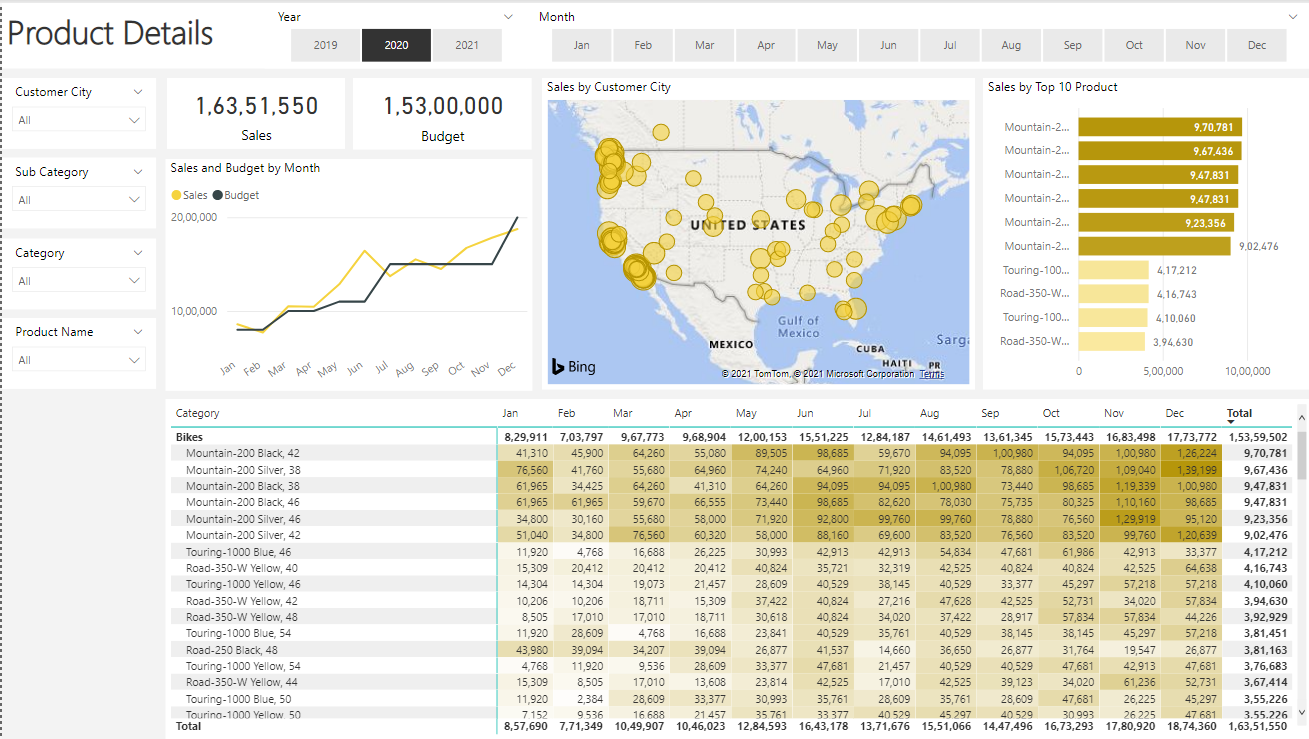 Product Details
Year
2019 2020 2021
Month
Jan Feb Mar Apr May Jun Jul Aug Sep Oct Nov Dec
Customer City
All
Sub Category
All
Category
All
Product Name
All
1,63,51,550
Sales
1,53,00,000
Budget
Sales and Budget by Month
Sales Budget
20,00,000
10,00,000
Jan Feb Mar Apr May Jun Jul Aug Sep Oct Nov Dec
Sales by Customer City
UNITED STATES
MEXICO
Gulf of
Mexico
CUBA
HAITI
PR
Sarga
Bing
© 2021 TomTom, © 2021 Microsoft Corporation Terms
Sales by Top 10 Product
Mountain-2... 9,70,781
Mountain-2... 9,67,436
Mountain-2... 9,47,831
Mountain-2... 9,47,831
Mountain-2... 9,23,356
Mountain-2... 9,02,476
Touring-100... 4,17,212
Road-350-W... 4,16,743
Touring-100... 4,10,060
Road-350-W... 3,94,630
0 5,00,000 10,00,000
Category Jan Feb Mar Apr May Jun Jul Aug Sep Oct Nov Dec Total
Bikes 8,29,911 7,03,797 9,67,773 9,68,904 12,00,153 15,51,225 12,84,187 14,61,493 13,61,345 15,73,443 16,83,498 17,73,772 1,53,59,502
Mountain-200 Black, 42 41,310 45,900 64,260 55,080 89,505 98,685 59,670 94,095 1,00,980 94,095 1,00,980 1,26,224 9,70,781
Mountain-200 Silver, 38 76,560 41,760 55,680 64,960 74,240 64,960 71,920 83,520 78,880 1,06,720 1,09,040 1,39,199 9,67,436
Mountain-200 Black, 38 61,965 34,425 64,260 41,310 64,260 94,095 94,095 1,00,980 73,440 98,685 1,19,339 1,00,980 9,47,831
Mountain-200 Black, 46 61,965 61,965 59,670 66,555 73,440 98,685 82,620 78,030 75,735 80,325 1,10,160 98,685 9,47,831
Mountain-200 Silver, 46 34,800 30,160 55,680 58,000 71,920 92,800 99,760 99,760 78,880 76,560 1,29,919 95,120 9,23,356
Mountain-200 Silver, 42 51,040 34,800 76,560 60,320 58,000 88,160 69,600 83,520 76,560 83,520 99,760 1,20,639 9,02,476
Touring-1000 Blue, 46 11,920 4,768 16,688 26,225 30,993 42,913 42,913 54,834 47,681 61,986 42,913 33,377 4,17,212
Road-350-W Yellow, 40 15,309 20,412 20,412 20,412 40,824 35,721 32,319 42,525 40,824 40,824 42,525 64,638 4,16,743
Touring-1000 Yellow, 46 14,304 14,304 19,073 21,457 28,609 40,529 38,145 40,529 33,377 45,297 57,218 57,218 4,10,060
Road-350-W Yellow, 42 10,206 10,206 18,711 15,309 37,422 40,824 27,216 47,628 42,525 52,731 34,020 57,834 3,94,630
Road-350-W Yellow, 48 8,505 17,010 17,010 18,711 30,618 40,824 34,020 37,422 28,917 57,834 57,834 44,226 3,92,929
Touring-1000 Blue, 54 11,920 28,609 4,768 16,688 23,841 40,529 35,761 40,529 38,145 38,145 45,297 57,218 3,81,451
Road-250 Black, 48 43,980 39,094 34,207 39,094 26,877 41,537 14,660 36,650 26,877 31,764 19,547 26,877 3,81,163
Touring-1000 Yellow, 54 4,768 11,920 9,536 28,609 33,377 47,681 21,457 40,529 40,529 47,681 42,913 47,681 3,76,683
Road-350-W Yellow, 44 15,309 8,505 17,010 13,608 23,814 42,525 17,010 42,525 39,123 34,020 61,236 52,731 3,67,414
Touring-1000 Blue, 50 11,920 2,384 28,609 33,377 30,993 35,761 28,609 35,761 28,609 47,681 26,225 45,297 3,55,226
Touring-1000 Yellow, 50 7,152 9,536 16,688 21,457 35,761 33,377 40,529 45,297 40,529 30,993 26,225 47,681 3,55,226
Total 8,57,690 7,71,349 10,49,907 10,46,023 12,84,593 16,43,178 13,71,676 15,51,066 14,47,496 16,73,293 17,80,920 18,74,360 1,63,51,550